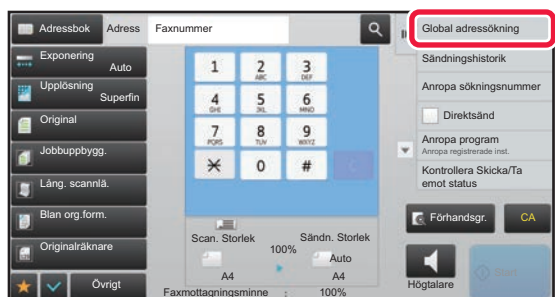 Adressbok
Adress
Faxnummer
Exponering
Auto
Upplösning
Superfin
Original
Jobbuppbygg.
Lång. scannlä.
Blan org.form.
Originalräknare
Övrigt
1
2
ABC
3
DEF
4
GHI
5
JKL
6
MNO
7
PQRS
8
TUV
9
WXYZ
0
#
Scan. Storlek
100%
Sändn. Storlek
Auto
A4
A4
Faxmottagningsminne : 100%
Global adressökning
Sändningshistorik
Anropa sökningsnummer
Direktsänd
Anropa program
Anropa registrerade inst.
Kontrollera Skicka/Ta
emot status
Förhandsgr.
CA
Högtalare
Start